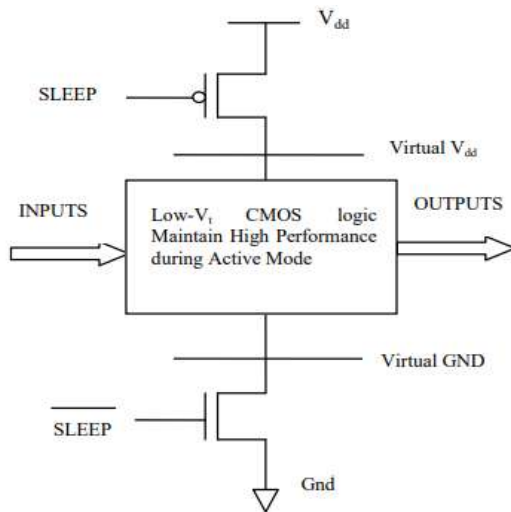 V_dd
SLEEP
Virtual V_dd
INPUTS
OUTPUTS
Low-V_t CMOS logic
Maintain High Performance
during Active Mode
Virtual GND
SLEEP
Gnd